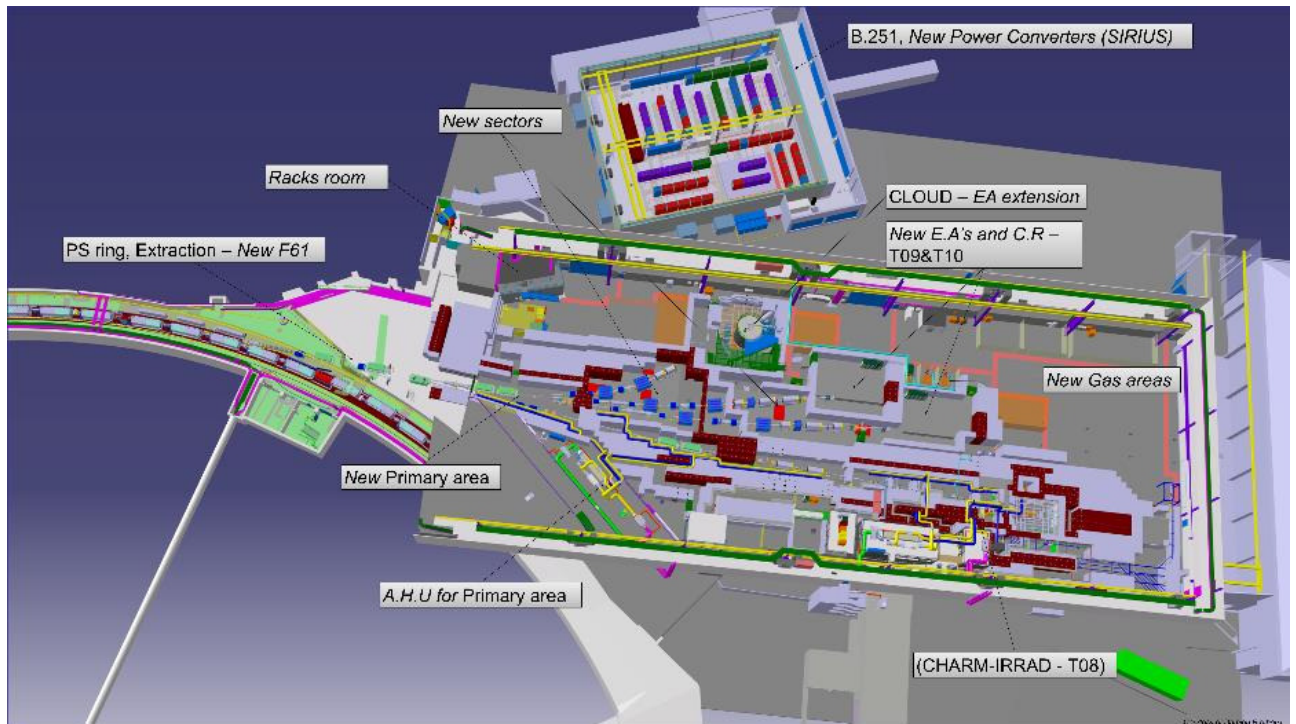 B.251, New Power Converters (SIRIUS)
New sectors
Racks room
CLOUD – EA extension
New E.A's and C.R –
T09&T10
PS ring, Extraction – New F61
New Gas areas
New Primary area
A.H.U for Primary area
(CHARM-IRRAD - T08)